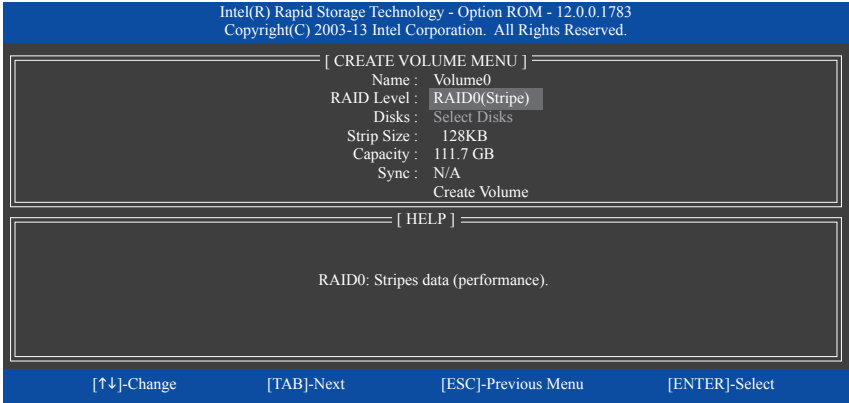 Intel(R) Rapid Storage Technology - Option ROM - 12.0.0.1783
Copyright(C) 2003-13 Intel Corporation.  All Rights Reserved.
[ CREATE VOLUME MENU ]
Name : Volume0
RAID Level : RAID0(Stripe)
Disks : Select Disks
Strip Size : 128KB
Capacity : 111.7 GB
Sync : N/A
Create Volume
[ HELP ]
RAID0: Stripes data (performance).
[↑↓]-Change [TAB]-Next [ESC]-Previous Menu [ENTER]-Select